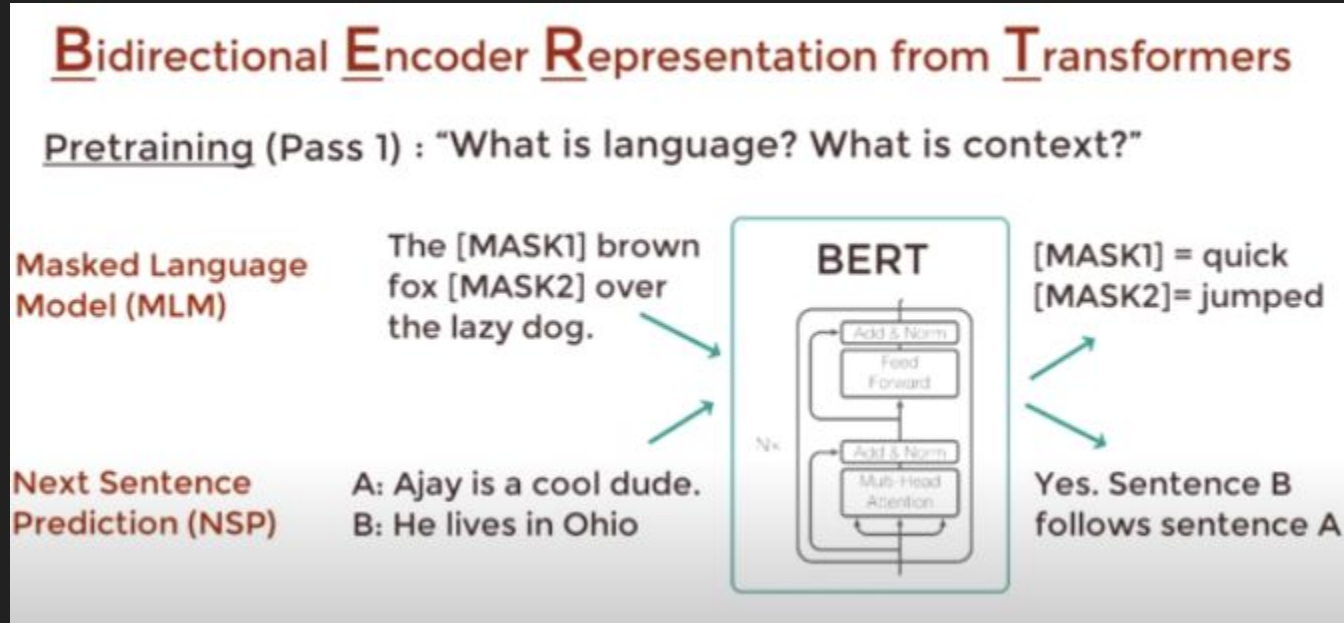 Bidirectional Encoder Representation from Transformers
Pretraining (Pass 1) : “What is language? What is context?”
Masked Language
Model (MLM)
The [MASK1] brown
fox [MASK2] over
the lazy dog.
BERT
Add & Norm
Feed
Forward
Nx
Add & Norm
Multi-Head
Attention
[MASK1] = quick
[MASK2]= jumped
Next Sentence
Prediction (NSP)
A: Ajay is a cool dude.
B: He lives in Ohio
Yes. Sentence B
follows sentence A